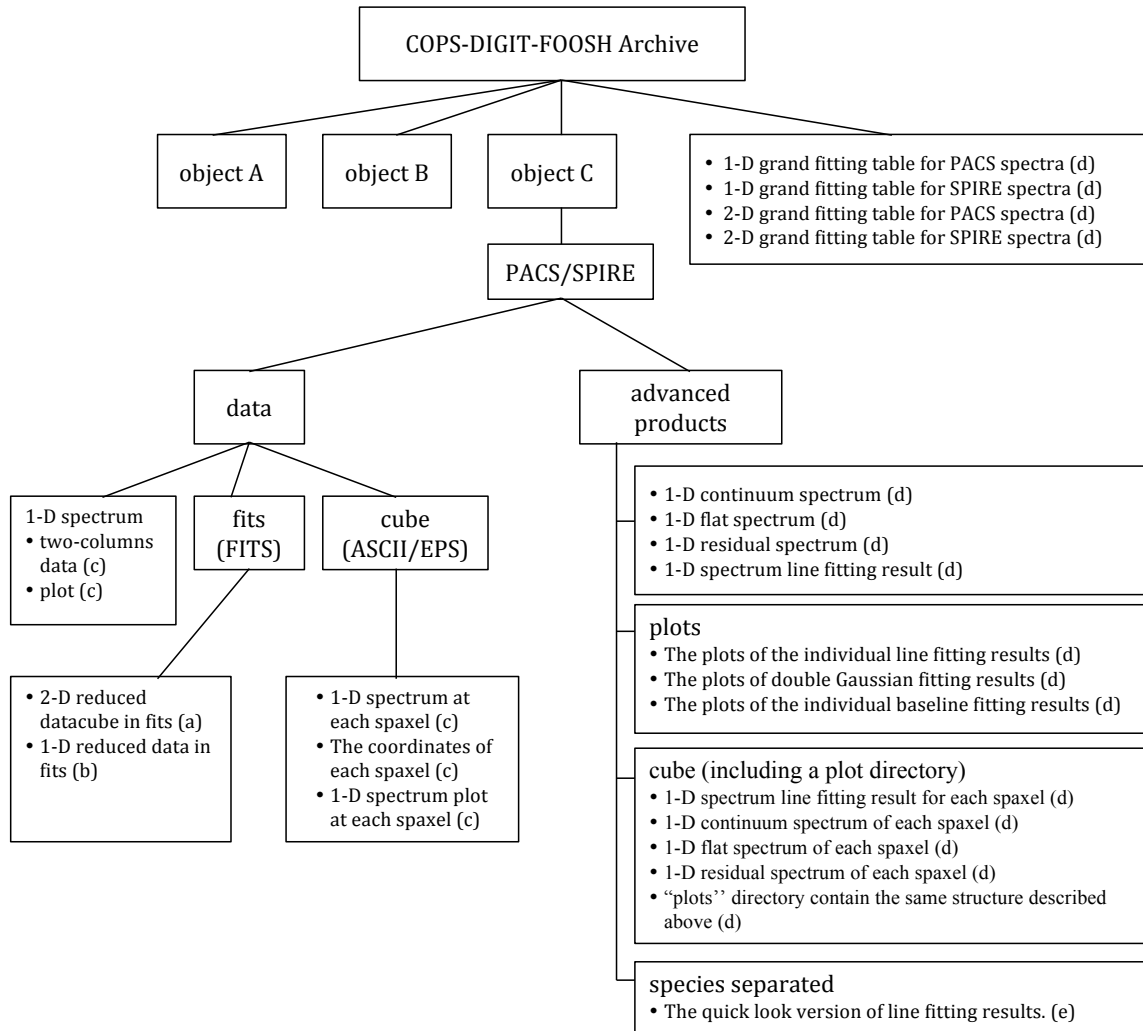 COPS-DIGIT-FOOSH Archive
object A
object B
object C
• 1-D grand fitting table for PACS spectra (d)
• 1-D grand fitting table for SPIRE spectra (d)
• 2-D grand fitting table for PACS spectra (d)
• 2-D grand fitting table for SPIRE spectra (d)
PACS/SPIRE
data
advanced
products
1-D spectrum
• two-columns
data (c)
• plot (c)
fits
(FITS)
cube
(ASCII/EPS)
• 2-D reduced
datacube in fits (a)
• 1-D reduced data in
fits (b)
• 1-D spectrum at
each spaxel (c)
• The coordinates of
each spaxel (c)
• 1-D spectrum plot
at each spaxel (c)
• 1-D continuum spectrum (d)
• 1-D flat spectrum (d)
• 1-D residual spectrum (d)
• 1-D spectrum line fitting result (d)
plots
• The plots of the individual line fitting results (d)
• The plots of double Gaussian fitting results (d)
• The plots of the individual baseline fitting results (d)
cube (including a plot directory)
• 1-D spectrum line fitting result for each spaxel (d)
• 1-D continuum spectrum of each spaxel (d)
• 1-D flat spectrum of each spaxel (d)
• 1-D residual spectrum of each spaxel (d)
• “plots’’ directory contain the same structure described
above (d)
species separated
• The quick look version of line fitting results. (e)